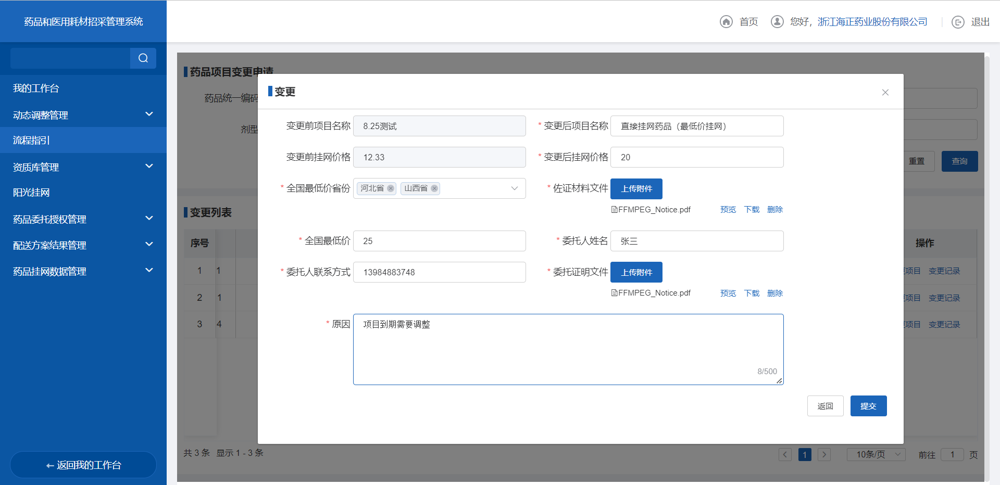 药品和医用耗材招采管理系统
首页
您好，浙江海正药业股份有限公司
退出
我的工作台
动态调整管理
流程指引
资质库管理
阳光挂网
药品委托授权管理
配送方案结果管理
药品挂网数据管理
返回我的工作台
药品项目变更申请
药品统一编码
剂型
重置
查询
变更列表
序号
操作
1 1
项目 变更记录
2 1
项目 变更记录
3 4
项目 变更记录
共 3 条 显示 1 - 3 条
1
10条/页
前往 1 页
变更
变更前项目名称 8.25测试
* 变更后项目名称 直接挂网药品（最低价挂网）
变更前挂网价格 12.33
* 变更后挂网价格 20
* 全国最低价省份 河北省 山西省
* 佐证材料文件 上传附件
FFMPEG_Notice.pdf 预览 下载 删除
* 全国最低价 25
* 委托人姓名 张三
* 委托人联系方式 13984883748
* 委托证明文件 上传附件
FFMPEG_Notice.pdf 预览 下载 删除
* 原因 项目到期需要调整
8/500
返回
提交